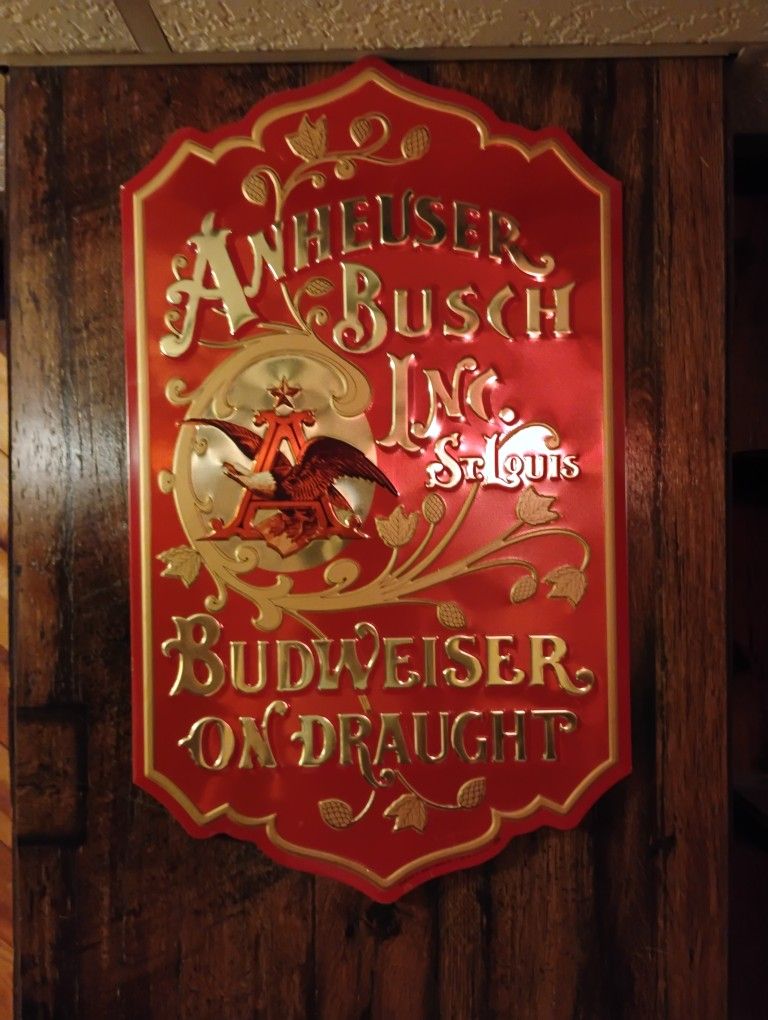 ANHEUSER
BUSCH
INC.
ST. LOUIS
A
BUDWEISER
ON DRAUGHT